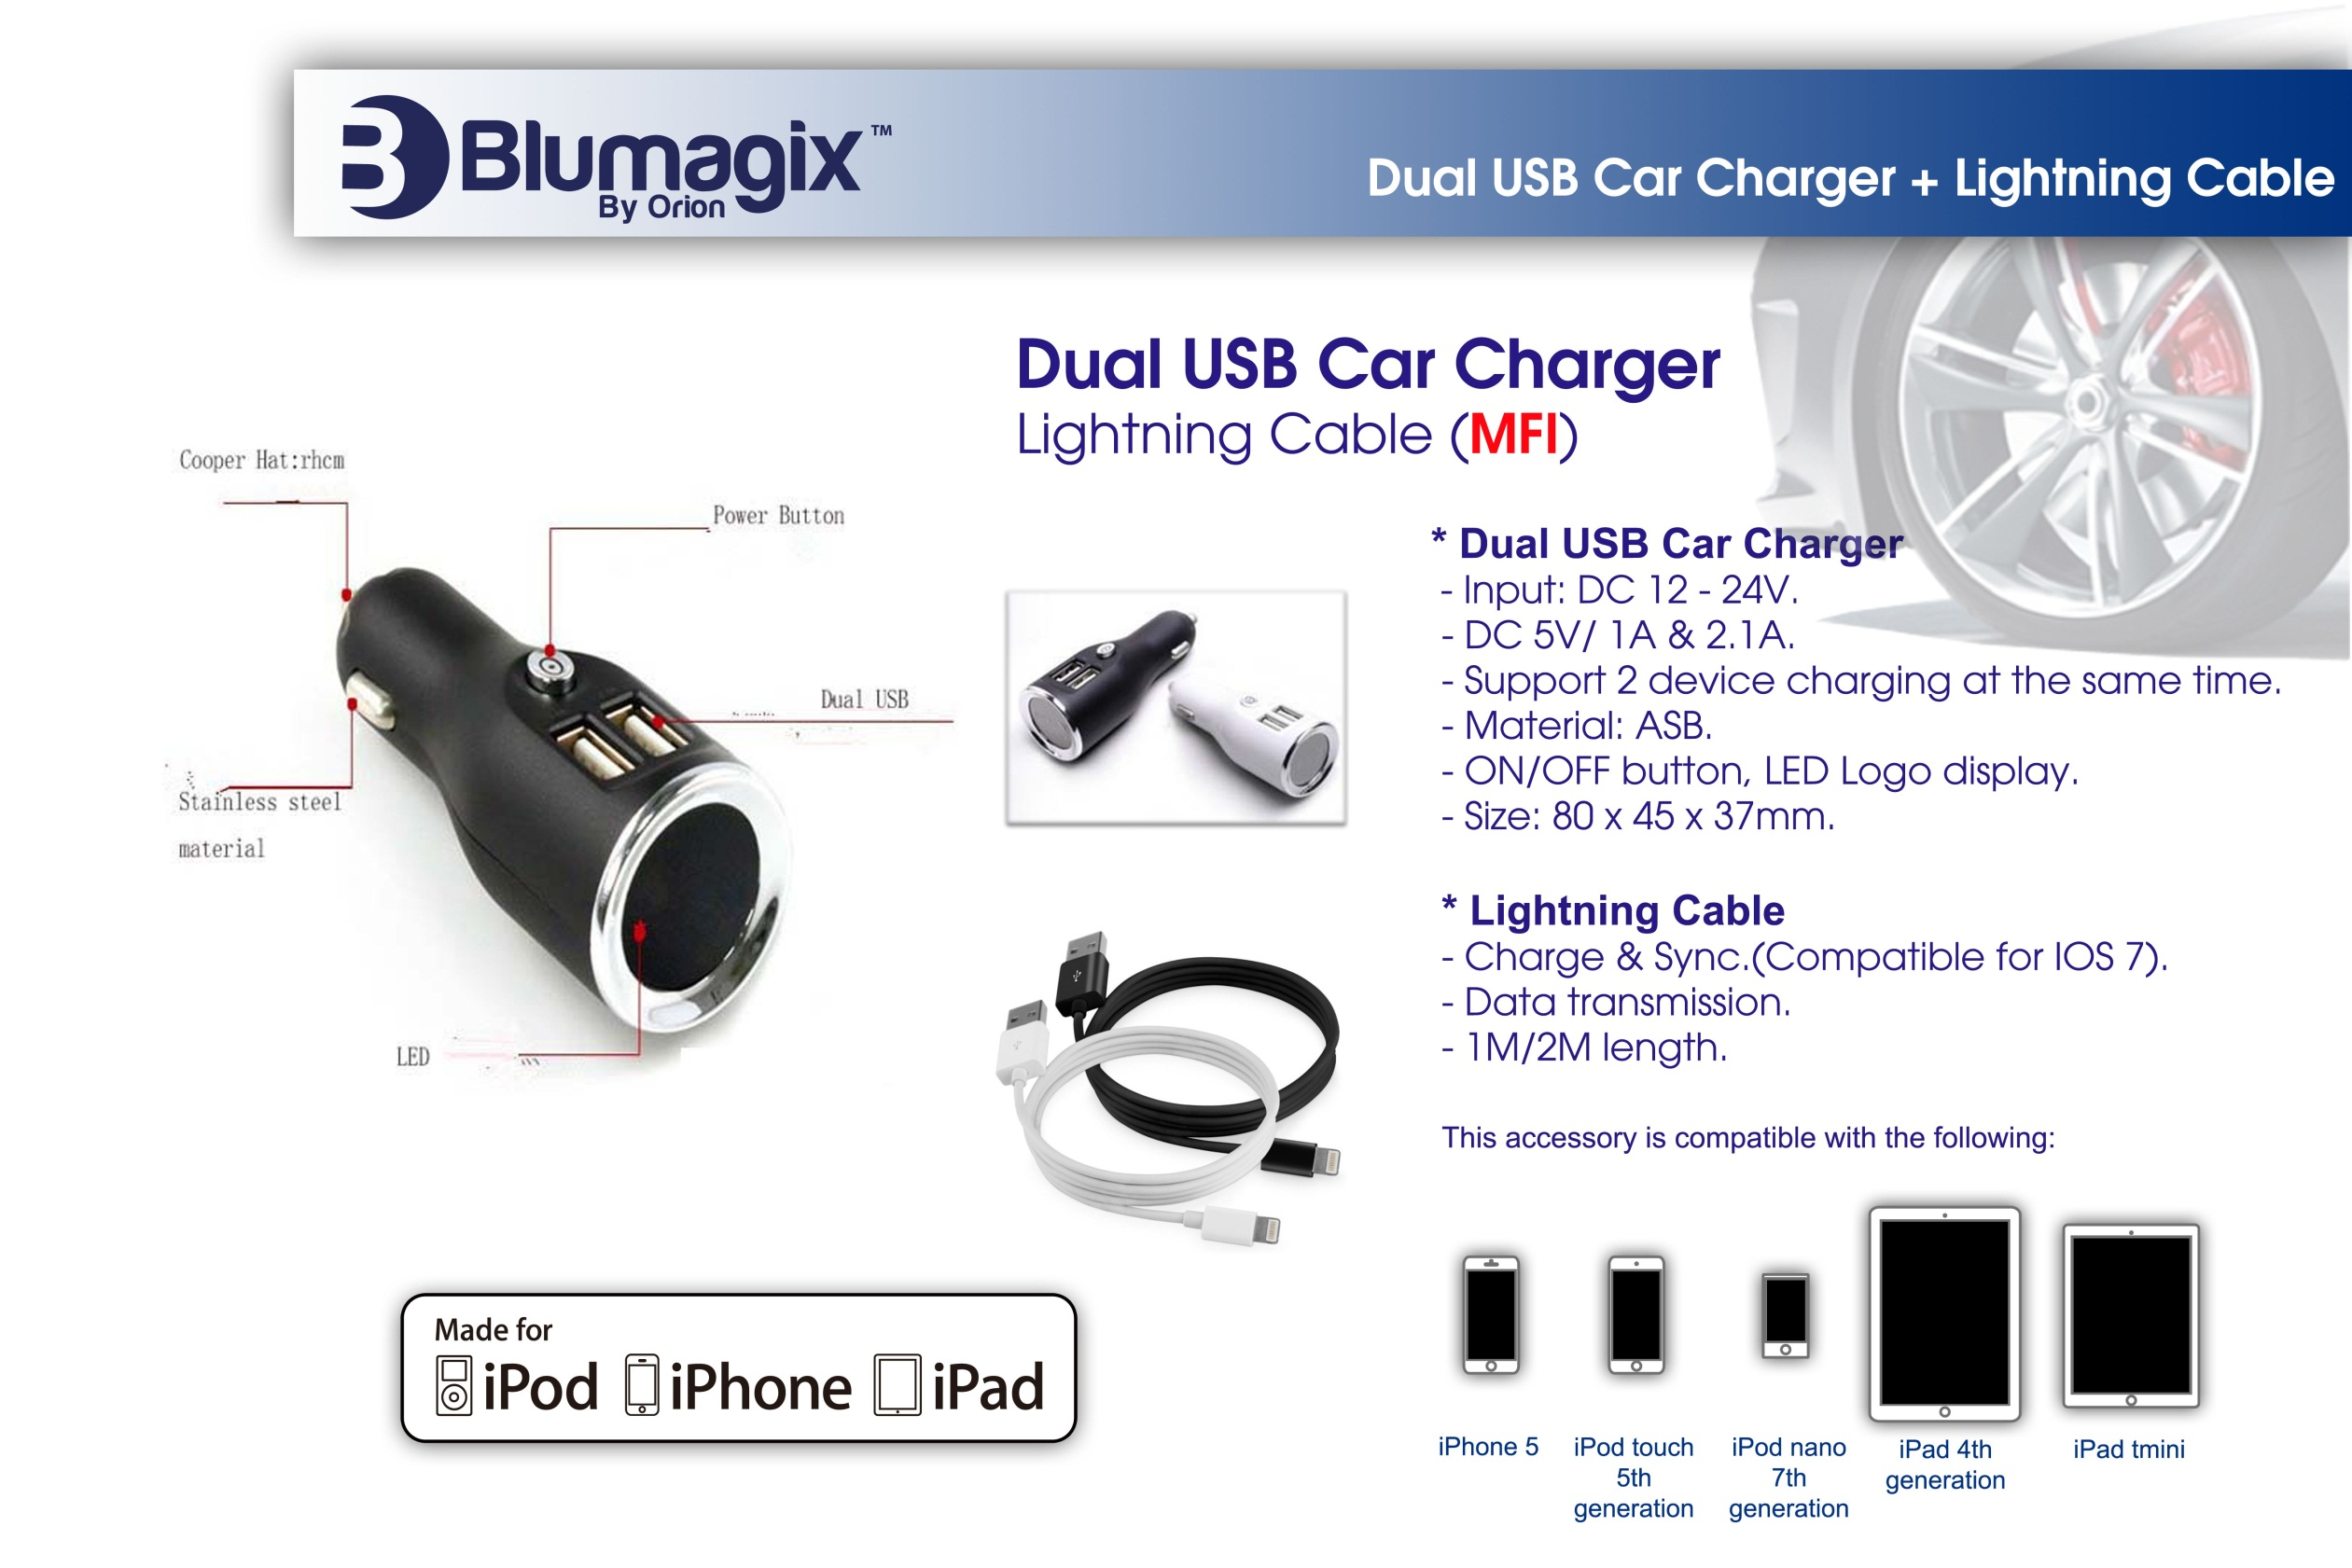 B Blumagix™
By Orion
Dual USB Car Charger + Lightning Cable
Dual USB Car Charger
Lightning Cable (MFI)
Cooper Hat:rhcm
Power Button
Dual USB
Stainless steel
material
LED
* Dual USB Car Charger
- Input: DC 12 - 24V.
- DC 5V/ 1A & 2.1A.
- Support 2 device charging at the same time.
- Material: ASB.
- ON/OFF button, LED Logo display.
- Size: 80 x 45 x 37mm.
* Lightning Cable
- Charge & Sync.(Compatible for IOS 7).
- Data transmission.
- 1M/2M length.
This accessory is compatible with the following:
Made for
iPod iPhone iPad
iPhone 5
iPod touch
5th
generation
iPod nano
7th
generation
iPad 4th
generation
iPad tmini